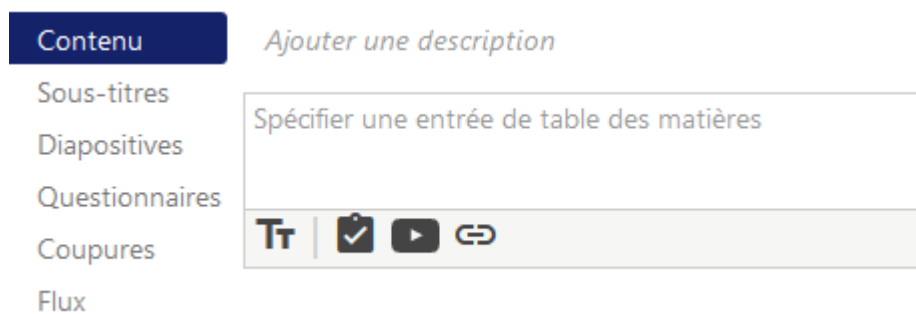 Contenu
Ajouter une description
Sous-titres
Spécifier une entrée de table des matières
Diapositives
Questionnaires
Coupures
Flux